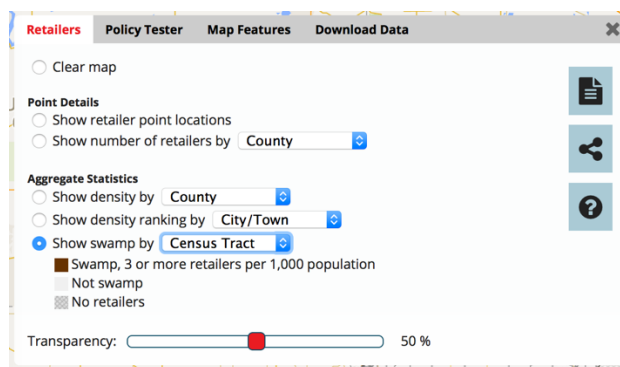 Retailers Policy Tester Map Features Download Data
Clear map
Point Details
Show retailer point locations
Show number of retailers by County
Aggregate Statistics
Show density by County
Show density ranking by City/Town
Show swamp by Census Tract
Swamp, 3 or more retailers per 1,000 population
Not swamp
No retailers
Transparency: 50 %